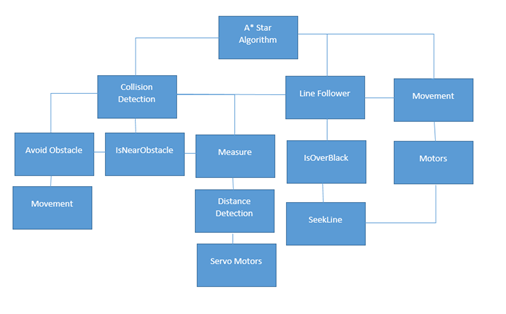 A* Star
Algorithm
Collision
Detection
Line Follower
Movement
Avoid Obstacle
IsNearObstacle
Measure
IsOverBlack
Motors
Movement
Distance
Detection
SeekLine
Servo Motors